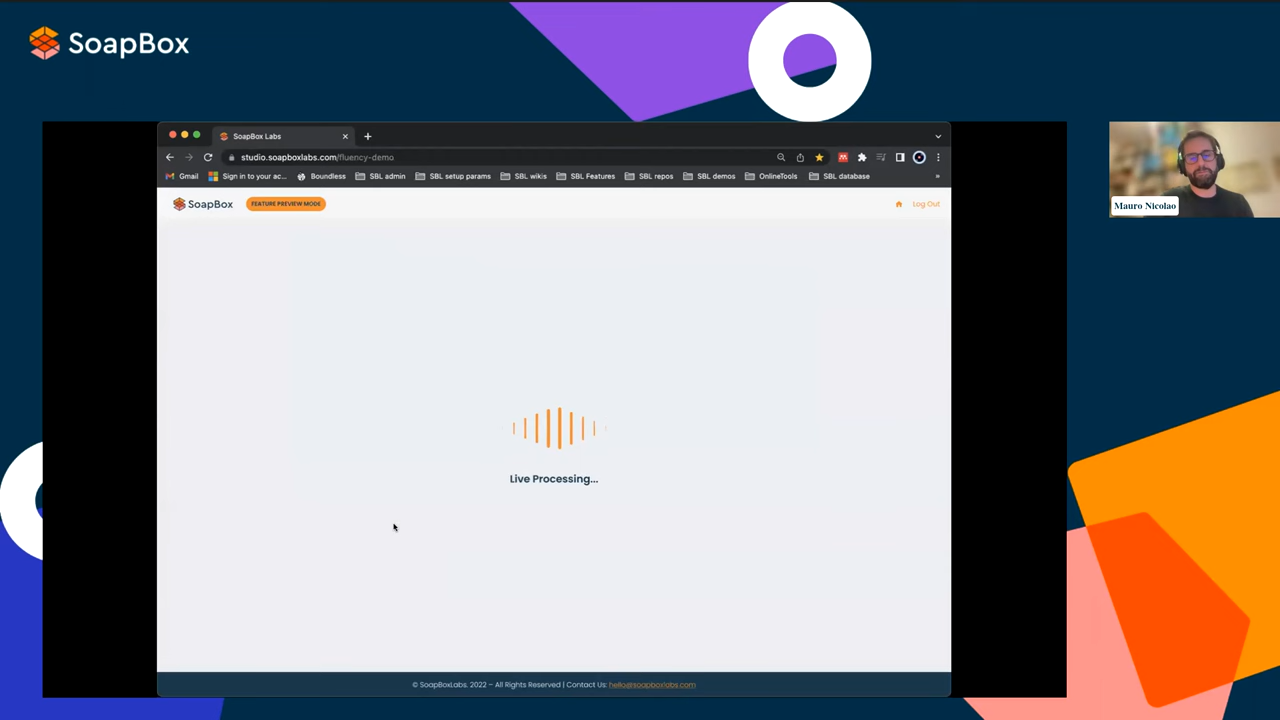 SoapBox
SoapBox Labs
studio.soapboxlabs.com/fluency-demo
Gmail
Sign in to your ac...
Boundless
SBL admin
SBL setup params
SBL wikis
SBL Features
SBL repos
SBL demos
OnlineTools
SBL database
»
SoapBox
FEATURE PREVIEW MODE
Log Out
Mauro Nicolao
Live Processing...
© SoapBoxLabs. 2022 – All Rights Reserved | Contact Us: hello@soapboxlabs.com